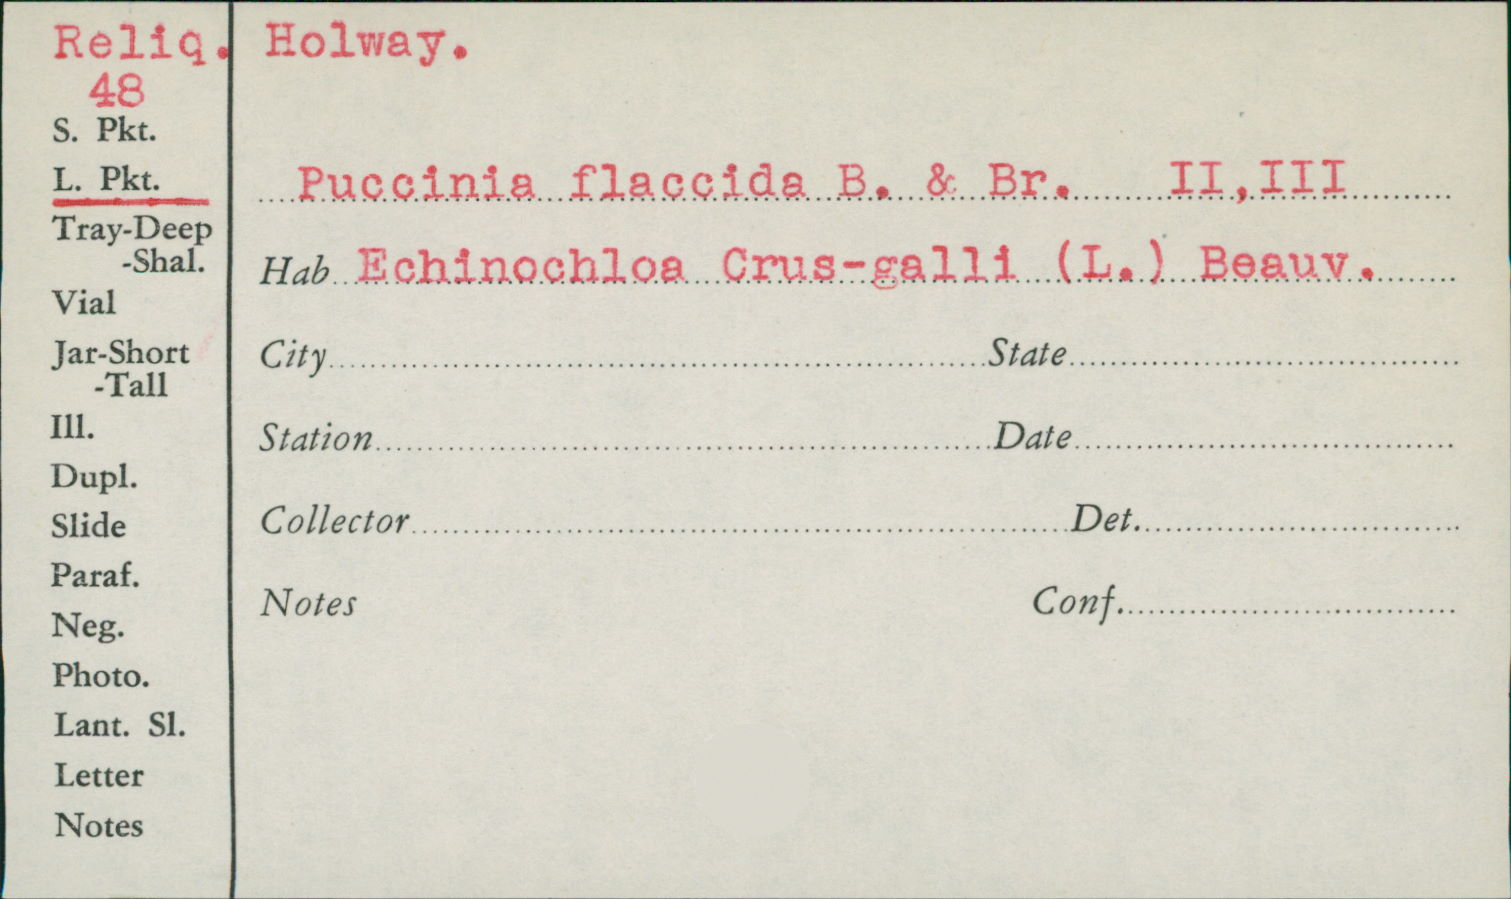 Reliq. Holway.
48
S. Pkt.
L. Pkt.
Puccinia flaccida B. & Br. II,III
Tray-Deep
-Shal.
Hab Echinochloa Crus-galli (L.) Beauv.
Vial
Jar-Short
-Tall
City State
Ill.
Station Date
Dupl.
Slide
Collector Det.
Paraf.
Notes Conf.
Neg.
Photo.
Lant. Sl.
Letter
Notes